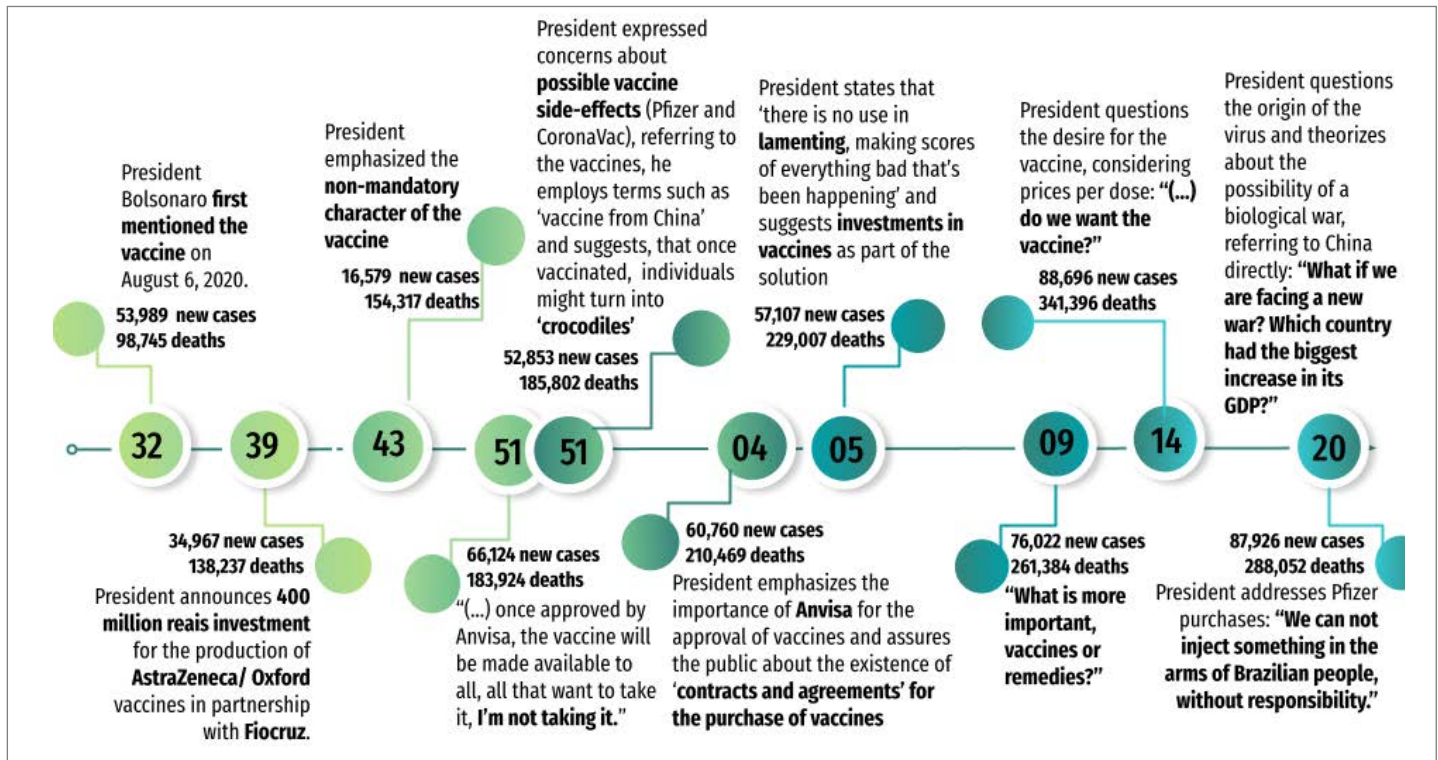 President
Bolsonaro first
mentioned the
vaccine on
August 6, 2020.
53,989 new cases
98,745 deaths
President
emphasized the
non-mandatory
character of the
vaccine
16,579 new cases
154,317 deaths
President expressed
concerns about
possible vaccine
side-effects (Pfizer and
CoronaVac), referring to
the vaccines, he
employs terms such as
‘vaccine from China’
and suggests, that once
vaccinated, individuals
might turn into
‘crocodiles’
52,853 new cases
185,802 deaths
President states that
‘there is no use in
lamenting, making scores
of everything bad that’s
been happening’ and
suggests investments in
vaccines as part of the
solution
57,107 new cases
229,007 deaths
President questions
the desire for the
vaccine, considering
prices per dose: “(...)
do we want the
vaccine?”
88,696 new cases
341,396 deaths
President questions
the origin of the
virus and theorizes
about the
possibility of a
biological war,
referring to China
directly: “What if we
are facing a new
war? Which country
had the biggest
increase in its
GDP?”
32 39 43 51 51 04 05 09 14 20
34,967 new cases
138,237 deaths
President announces 400
million reais investment
for the production of
AstraZeneca/ Oxford
vaccines in partnership
with Fiocruz.
66,124 new cases
183,924 deaths
“(...) once approved by
Anvisa, the vaccine will
be made available to
all, all that want to take
it, I’m not taking it.”
60,760 new cases
210,469 deaths
President emphasizes the
importance of Anvisa for the
approval of vaccines and assures
the public about the existence of
‘contracts and agreements’ for
the purchase of vaccines
76,022 new cases
261,384 deaths
“What is more
important,
vaccines or
remedies?”
87,926 new cases
288,052 deaths
President addresses Pfizer
purchases: “We can not
inject something in the
arms of Brazilian people,
without responsibility.”